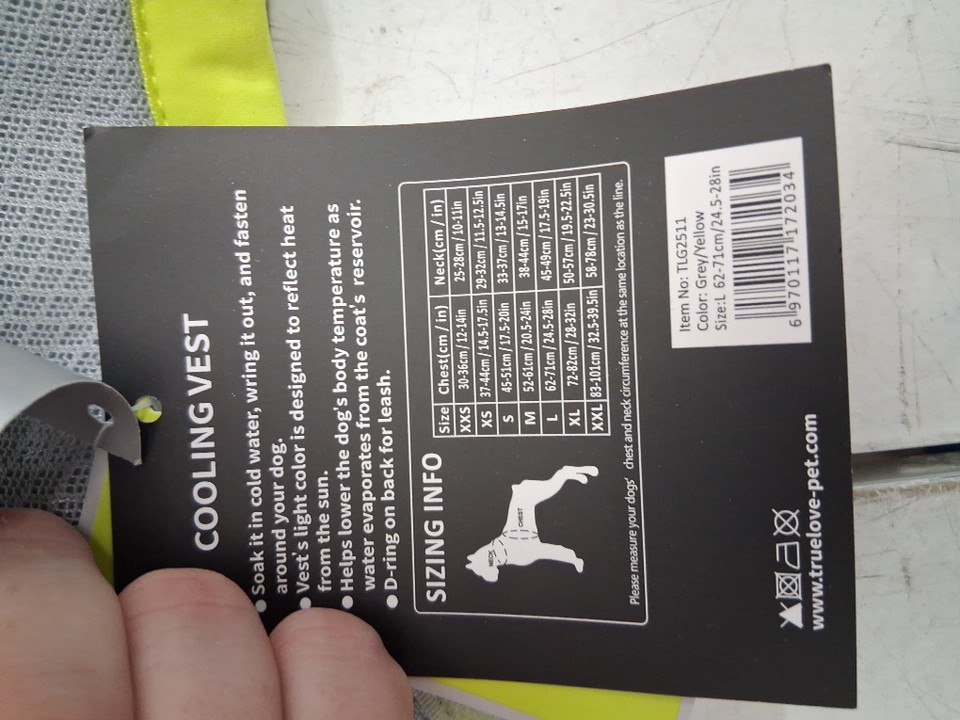 COOLING VEST
● Soak it in cold water, wring it out, and fasten
around your dog.
● Vest's light color is designed to reflect heat
from the sun.
● Helps lower the dog's body temperature as
water evaporates from the coat's reservoir.
● D-ring on back for leash.
SIZING INFO
NECK
CHEST
Size Chest(cm / in) Neck(cm / in)
XXS 30-36cm / 12-14in 25-28cm / 10-11in
XS 37-44cm / 14.5-17.5in 29-32cm / 11.5-12.5in
S 45-51cm / 17.5-20in 33-37cm / 13-14.5in
M 52-61cm / 20.5-24in 38-44cm / 15-17in
L 62-71cm / 24.5-28in 45-49cm / 17.5-19in
XL 72-82cm / 28-32in 50-57cm / 19.5-22.5in
XXL 83-101cm / 32.5-39.5in 58-78cm / 23-30.5in
Please measure your dogs' chest and neck circumference at the same location as the line.
Item No: TLG2511
Color: Grey/Yellow
Size:L 62-71cm/24.5-28in
6 970117 172034
www.truelove-pet.com